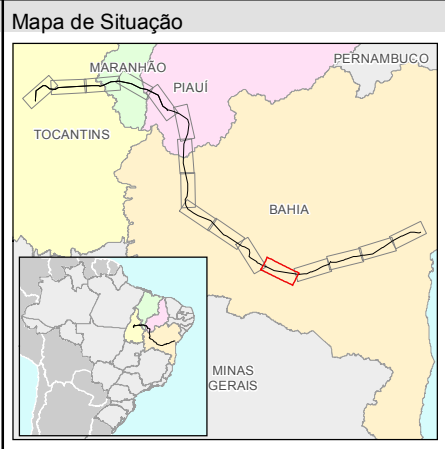 Mapa de Situação
PERNAMBUCO
MARANHÃO
PIAUÍ
TOCANTINS
BAHIA
MINAS
GERAIS